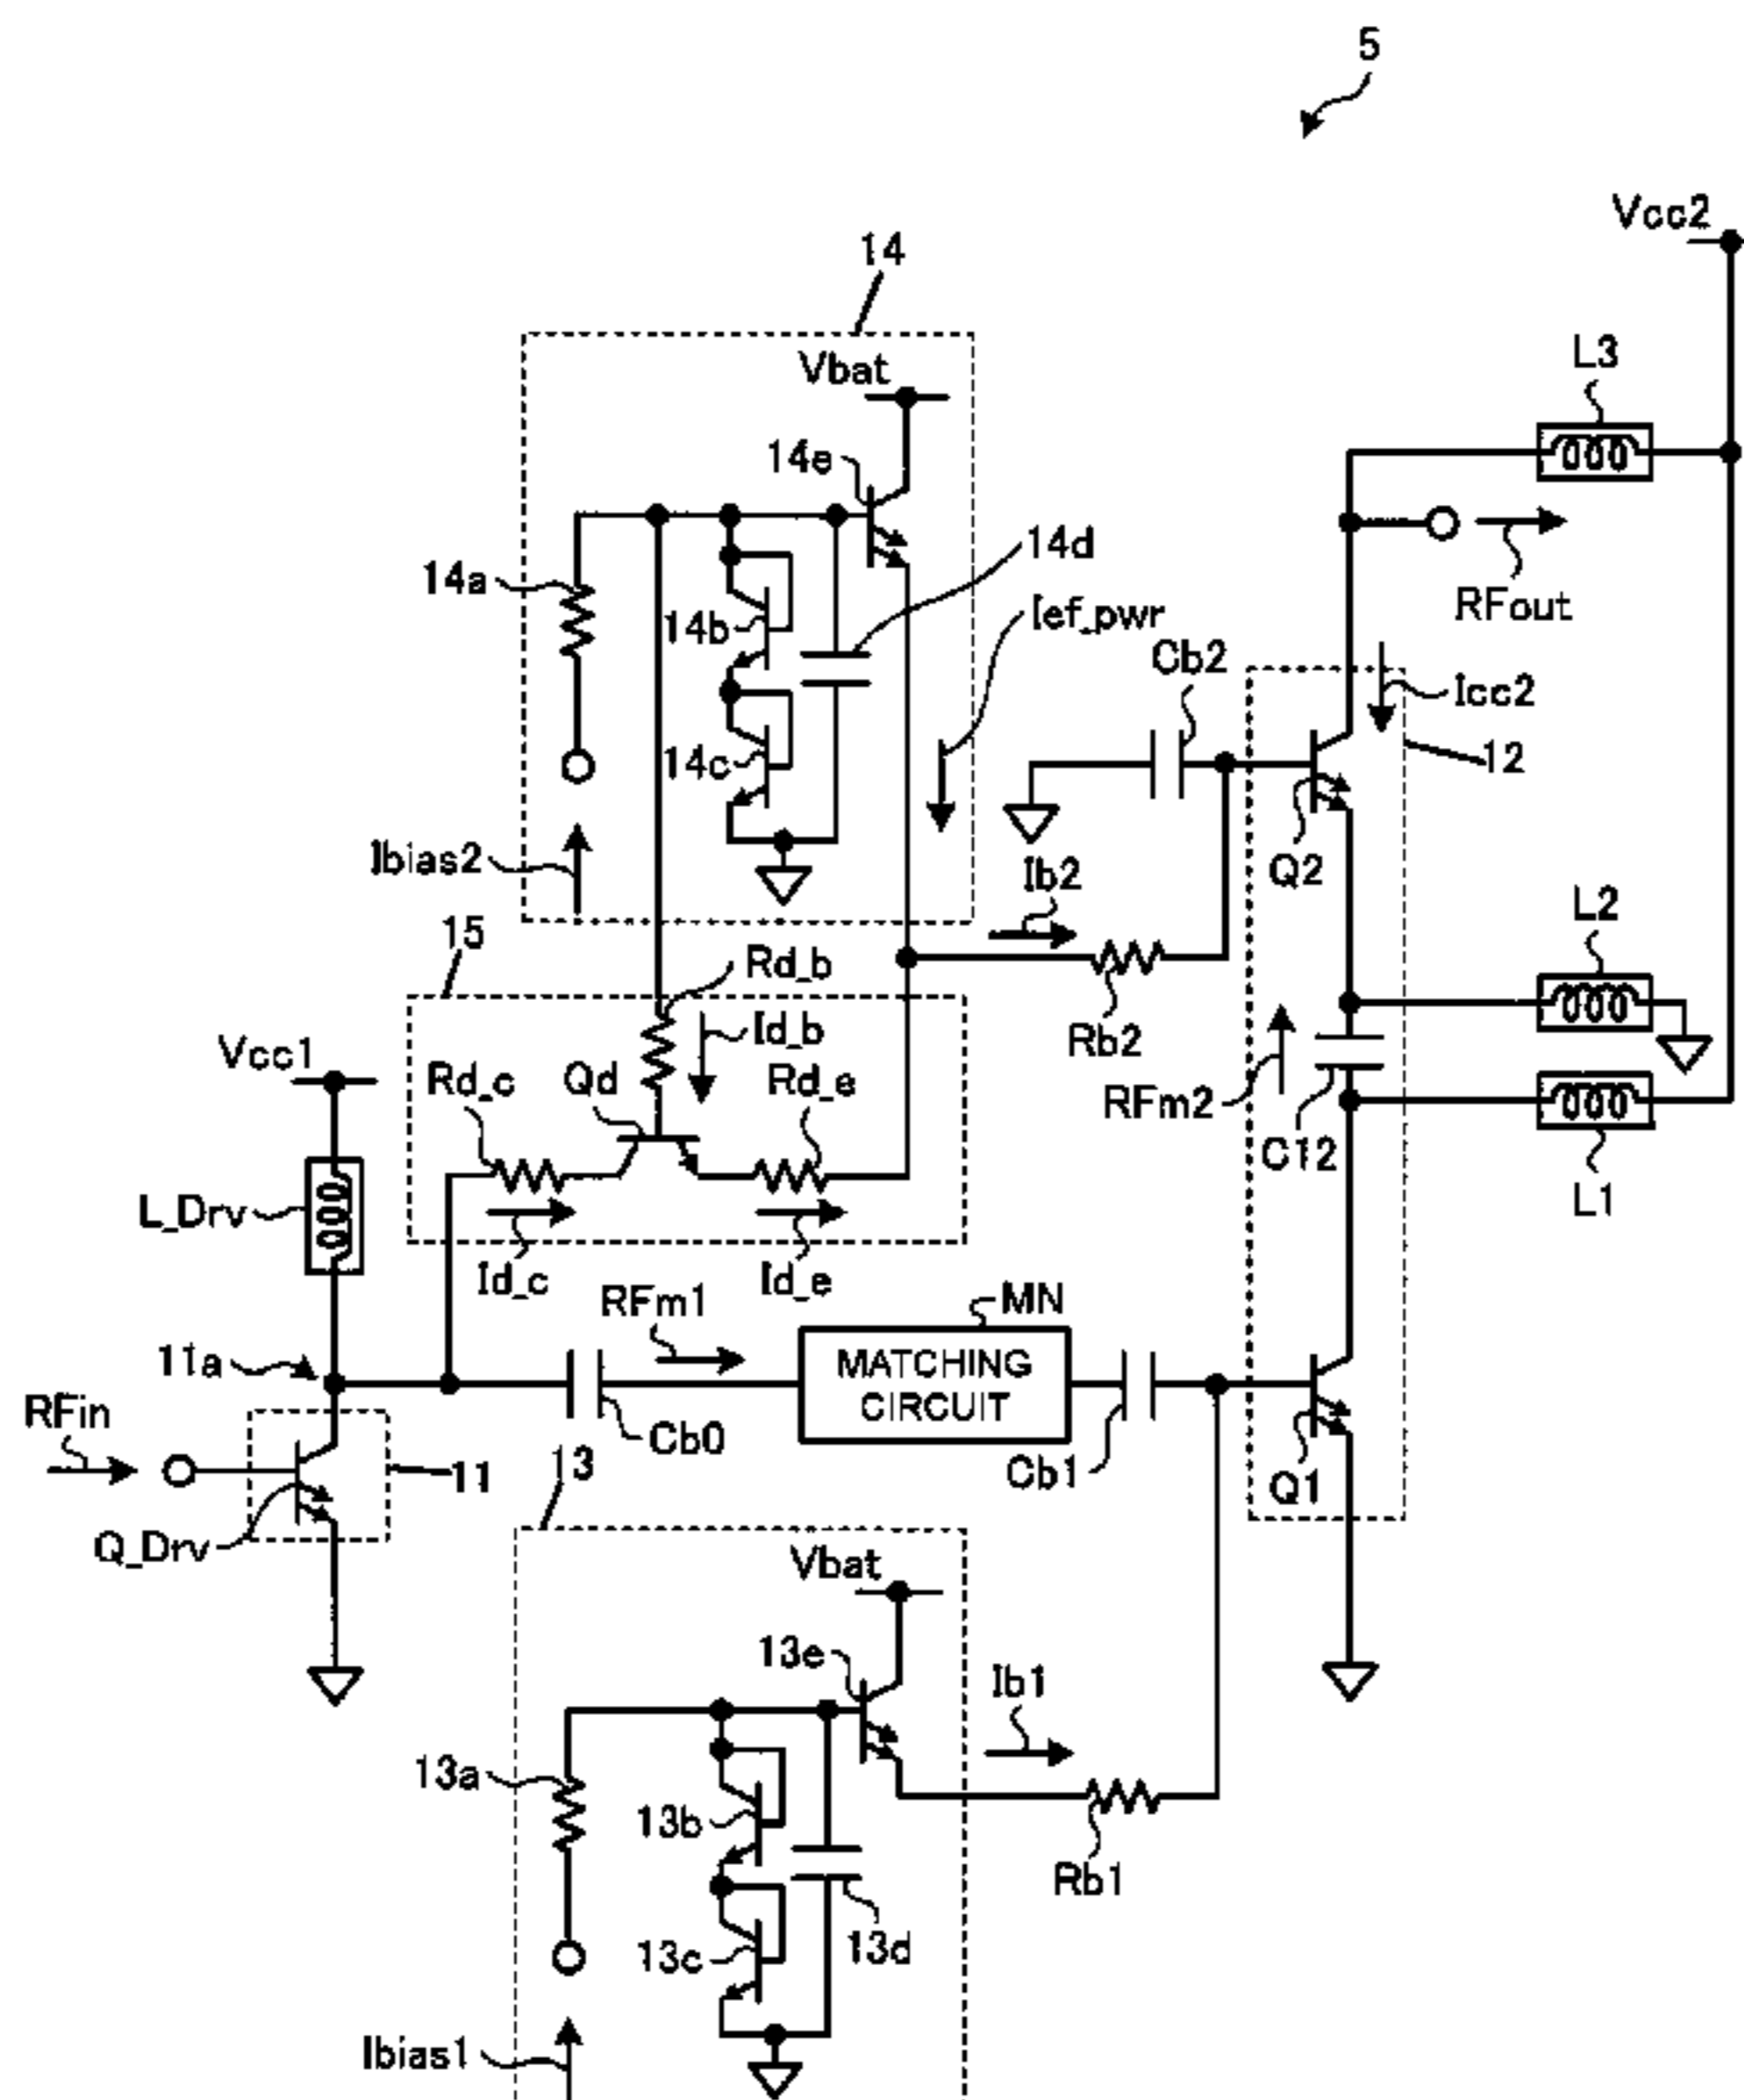 5
Vcc2
14
Vbat
L3
14e
14d
14a
Ief_pwr
RFout
14b
Cb2
Icc2
14c
12
Ibias2
Q2
Ib2
L2
15
Rd_b
Rb2
Id_b
Vcc1
Rd_c
Qd
Rd_e
RFm2
C12
L1
L_Drv
Id_c
Id_e
RFm1
MN
11a
MATCHING
CIRCUIT
RFin
Cb0
Cb1
Q1
11
13
Q_Drv
Vbat
13e
Ib1
13a
13b
Rb1
13c
13d
Ibias1